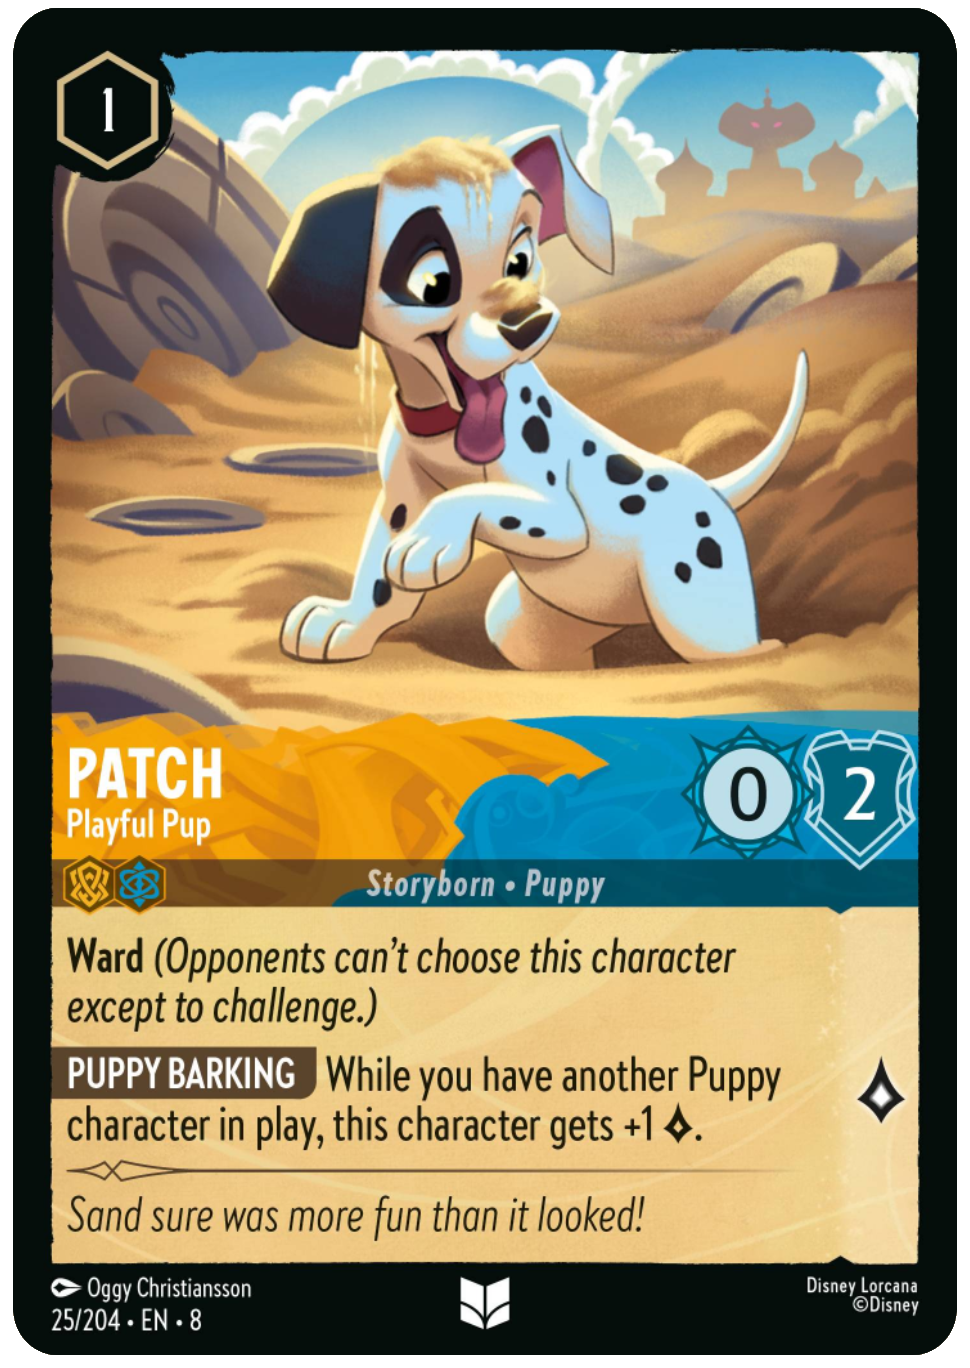 1
PATCH
Playful Pup
0
2
Storyborn • Puppy
Ward (Opponents can't choose this character
except to challenge.)
PUPPY BARKING While you have another Puppy
character in play, this character gets +1 .
Sand sure was more fun than it looked!
Oggy Christiansson
25/204 • EN • 8
Disney Lorcana
©Disney